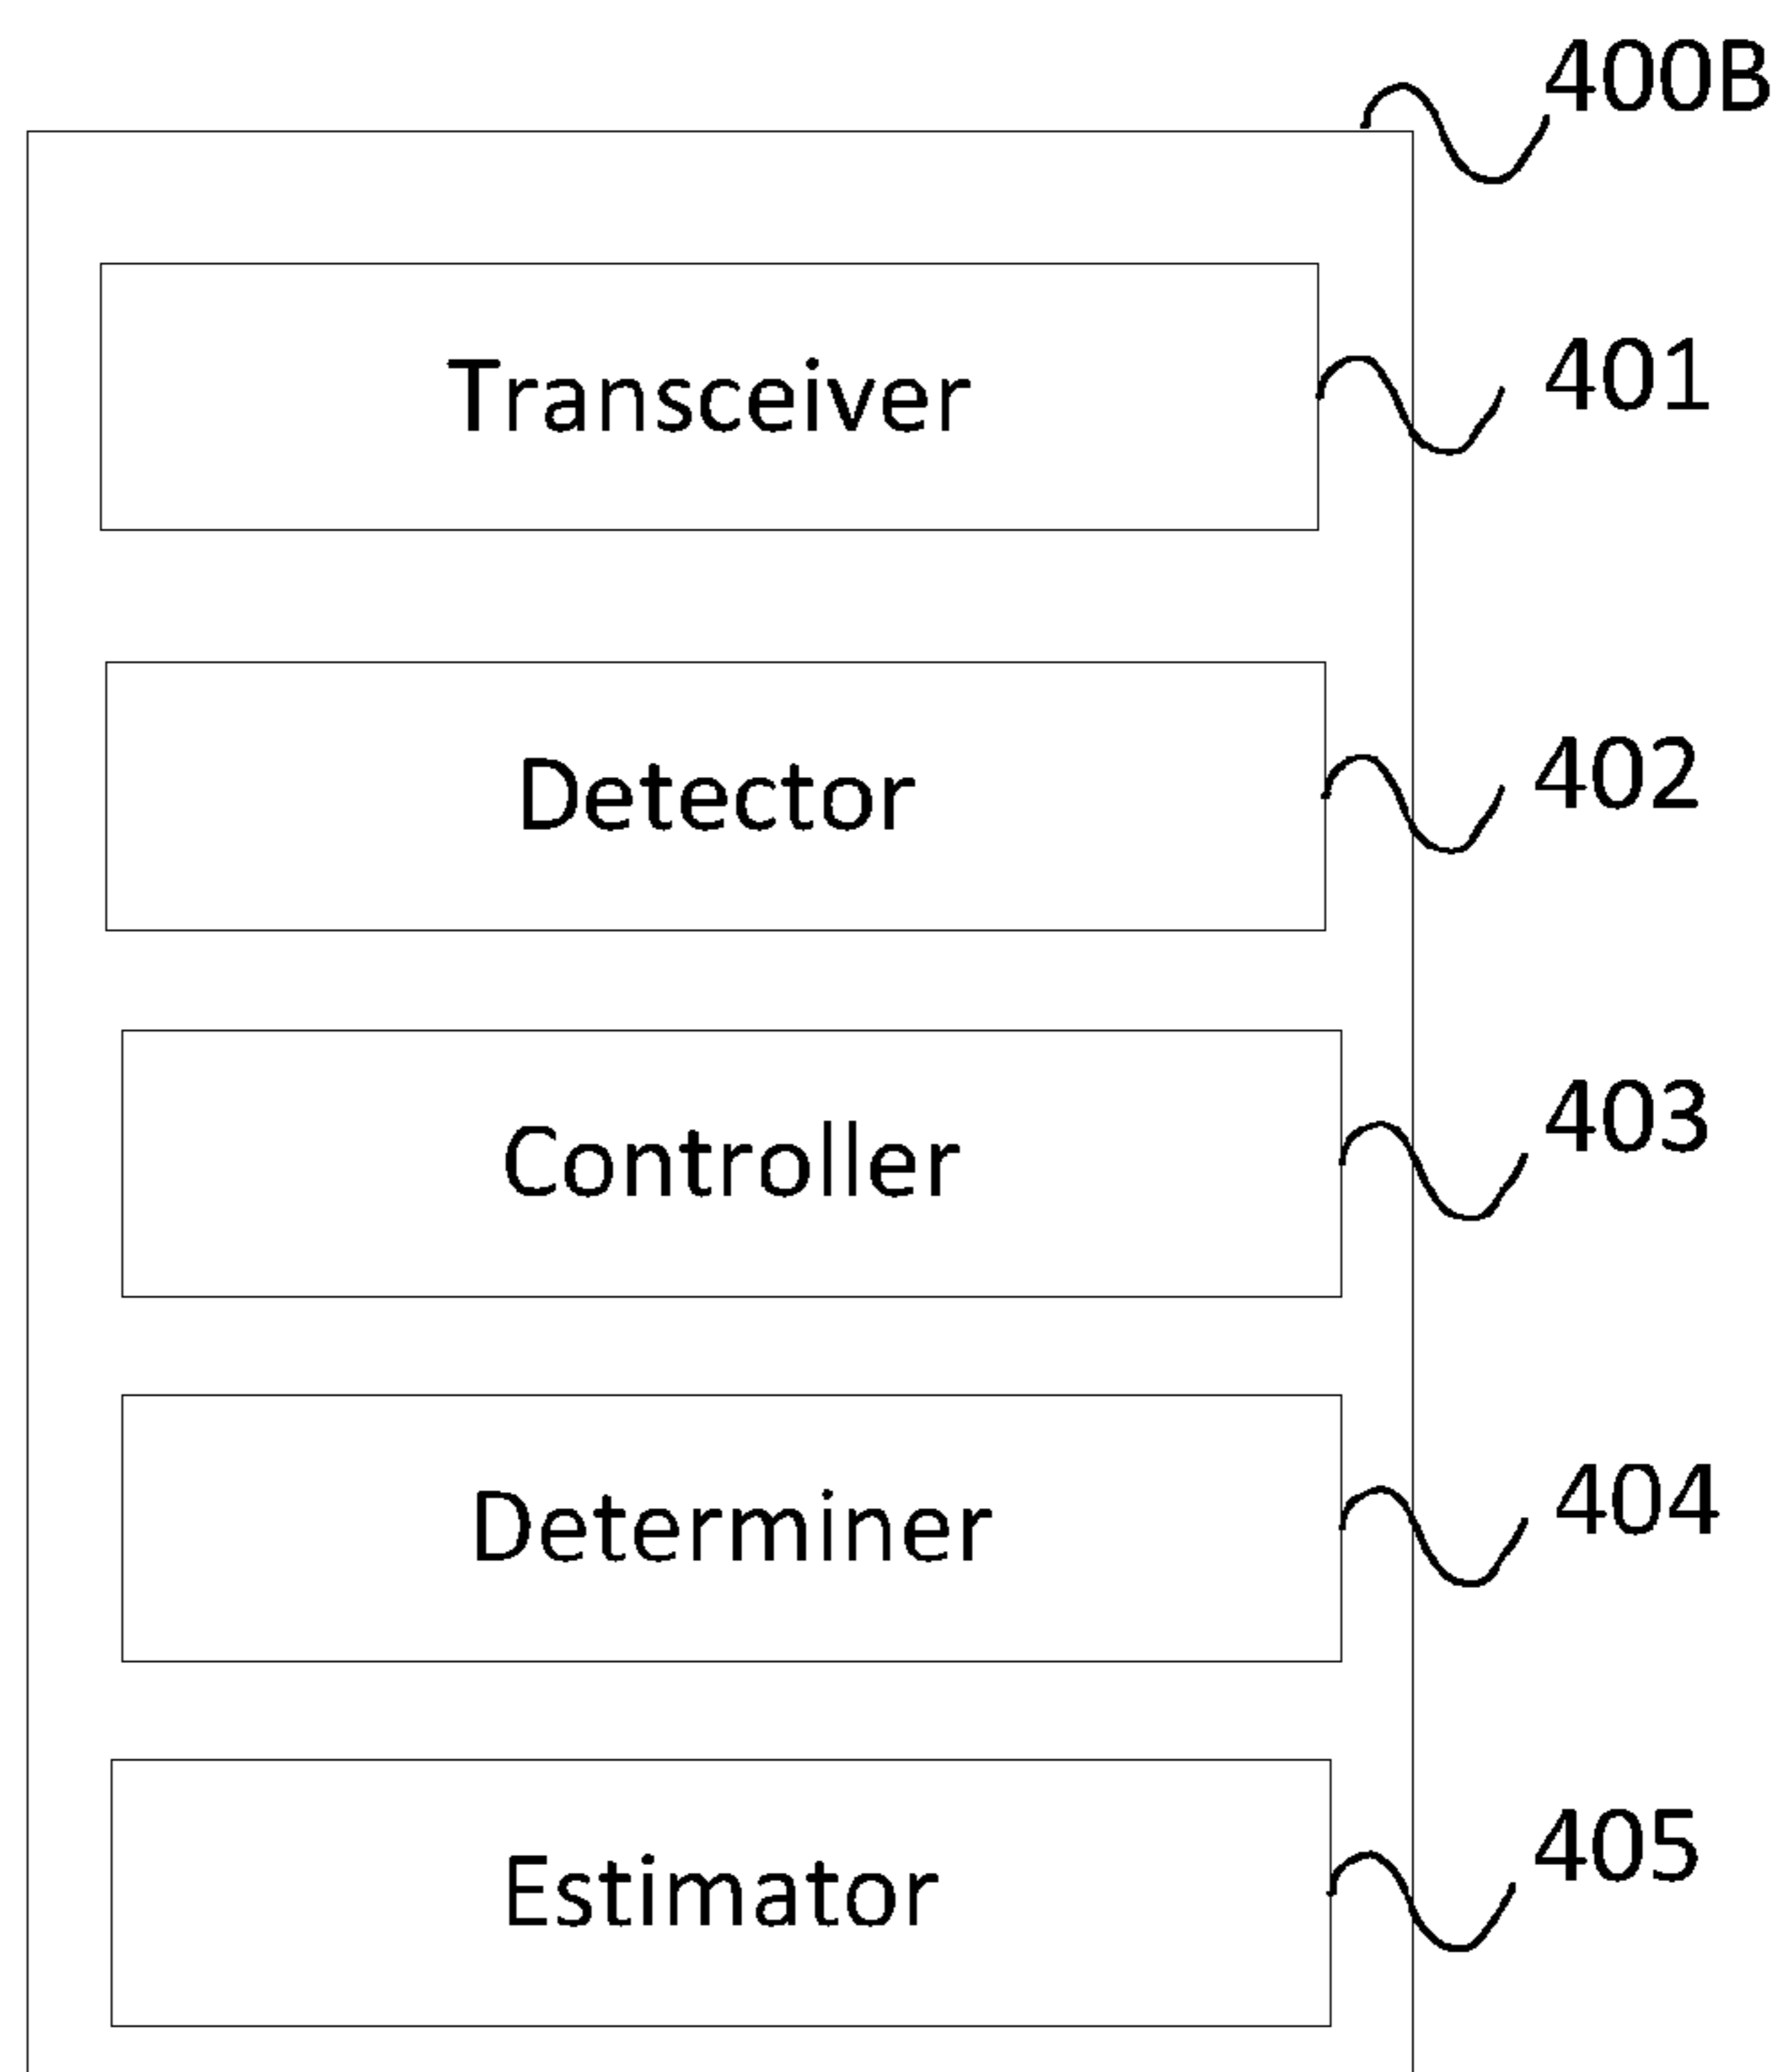 400B
Transceiver
401
Detector
402
Controller
403
Determiner
404
Estimator
405